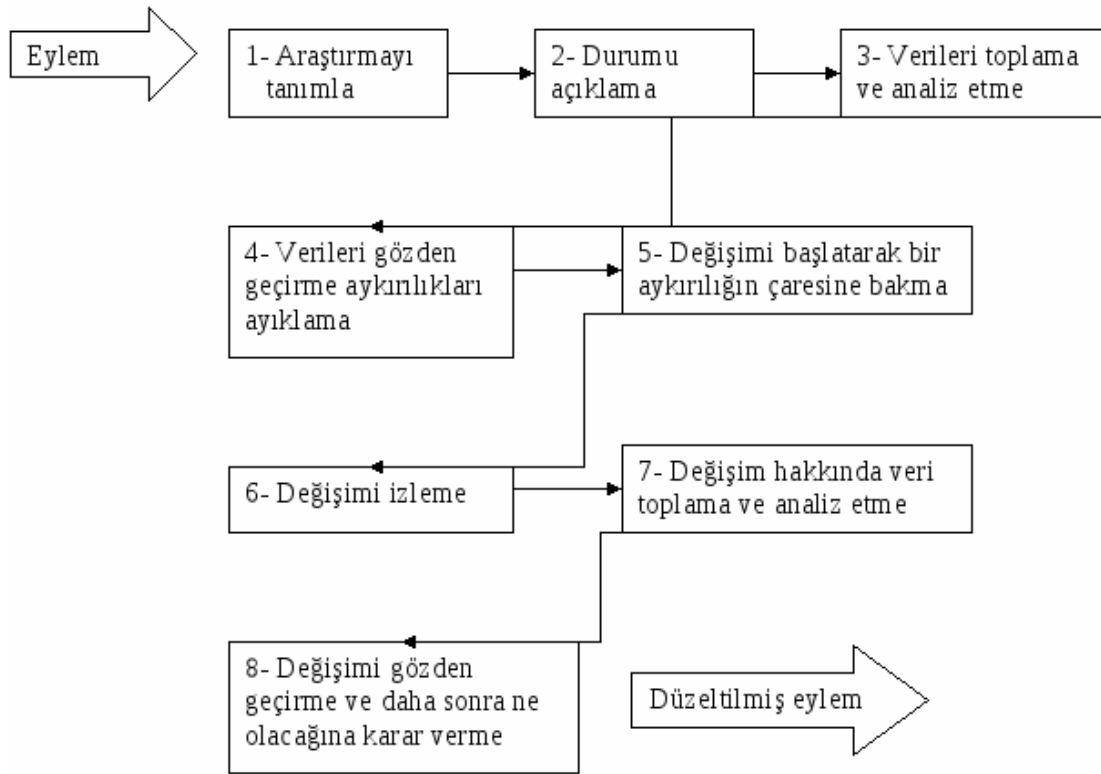 Eylem
1- Araştırmayı
tanımla
2- Durumu
açıklama
3- Verileri toplama
ve analiz etme
4- Verileri gözden
geçirme aykırılıkları
ayıklama
5- Değişimi başlatarak bir
aykırılığın çaresine bakma
6- Değişimi izleme
7- Değişim hakkında veri
toplama ve analiz etme
8- Değişimi gözden
geçirme ve daha sonra ne
olacağına karar verme
Düzeltilmiş eylem